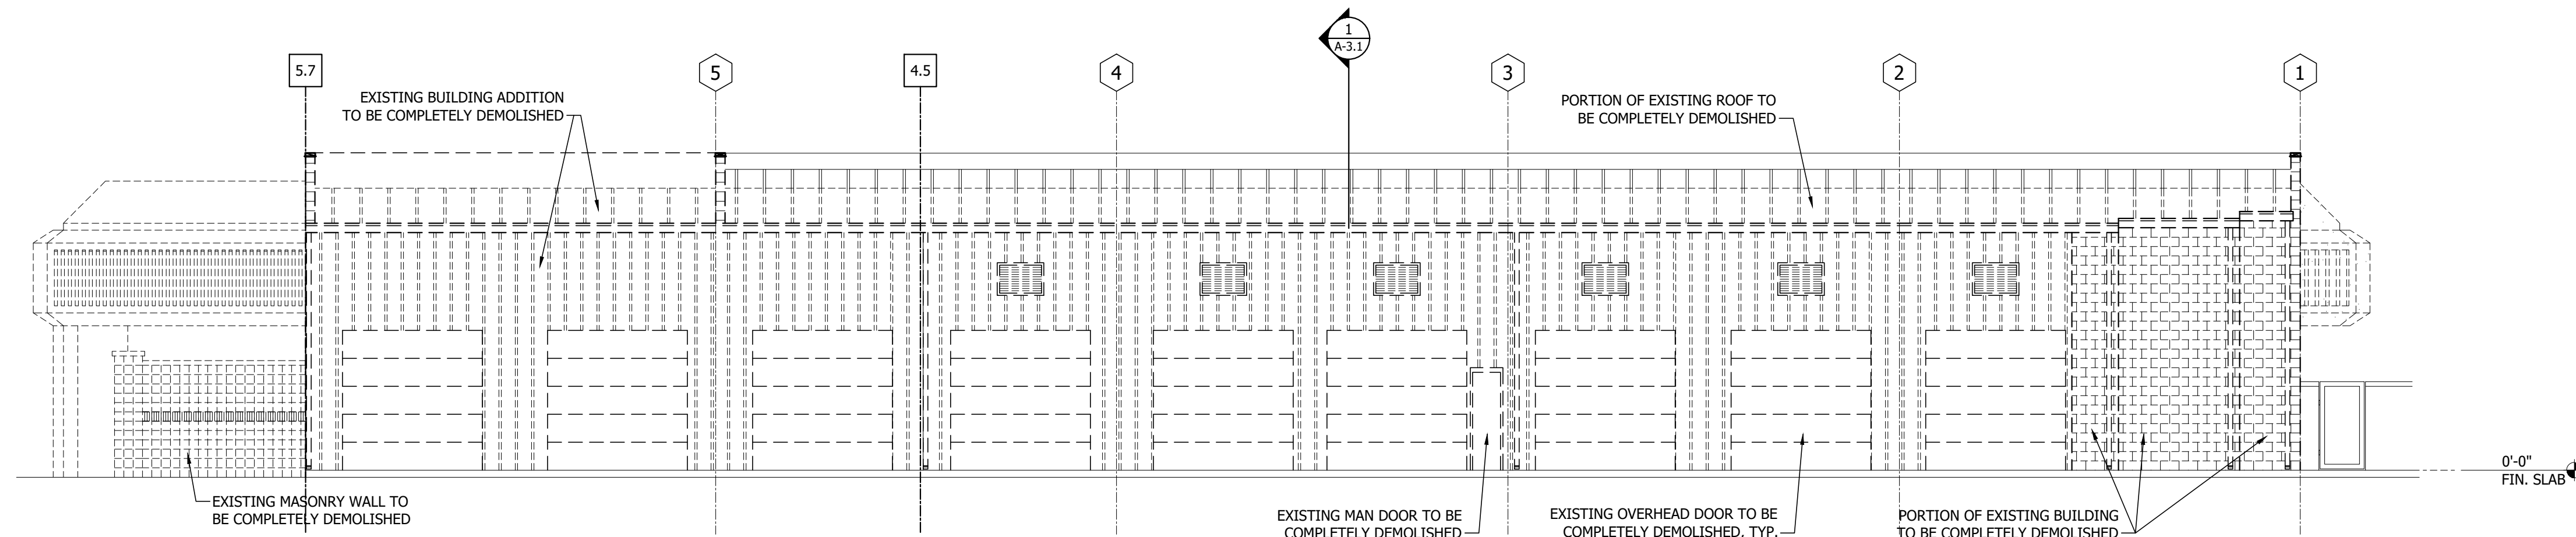 1
A-3.1
5.7
5
4.5
4
3
2
1
EXISTING BUILDING ADDITION
TO BE COMPLETELY DEMOLISHED
PORTION OF EXISTING ROOF TO
BE COMPLETELY DEMOLISHED
0'-0"
FIN. SLAB
EXISTING MASONRY WALL TO
BE COMPLETELY DEMOLISHED
EXISTING MAN DOOR TO BE
COMPLETELY DEMOLISHED
EXISTING OVERHEAD DOOR TO BE
COMPLETELY DEMOLISHED, TYP.
PORTION OF EXISTING BUILDING
TO BE COMPLETELY DEMOLISHED